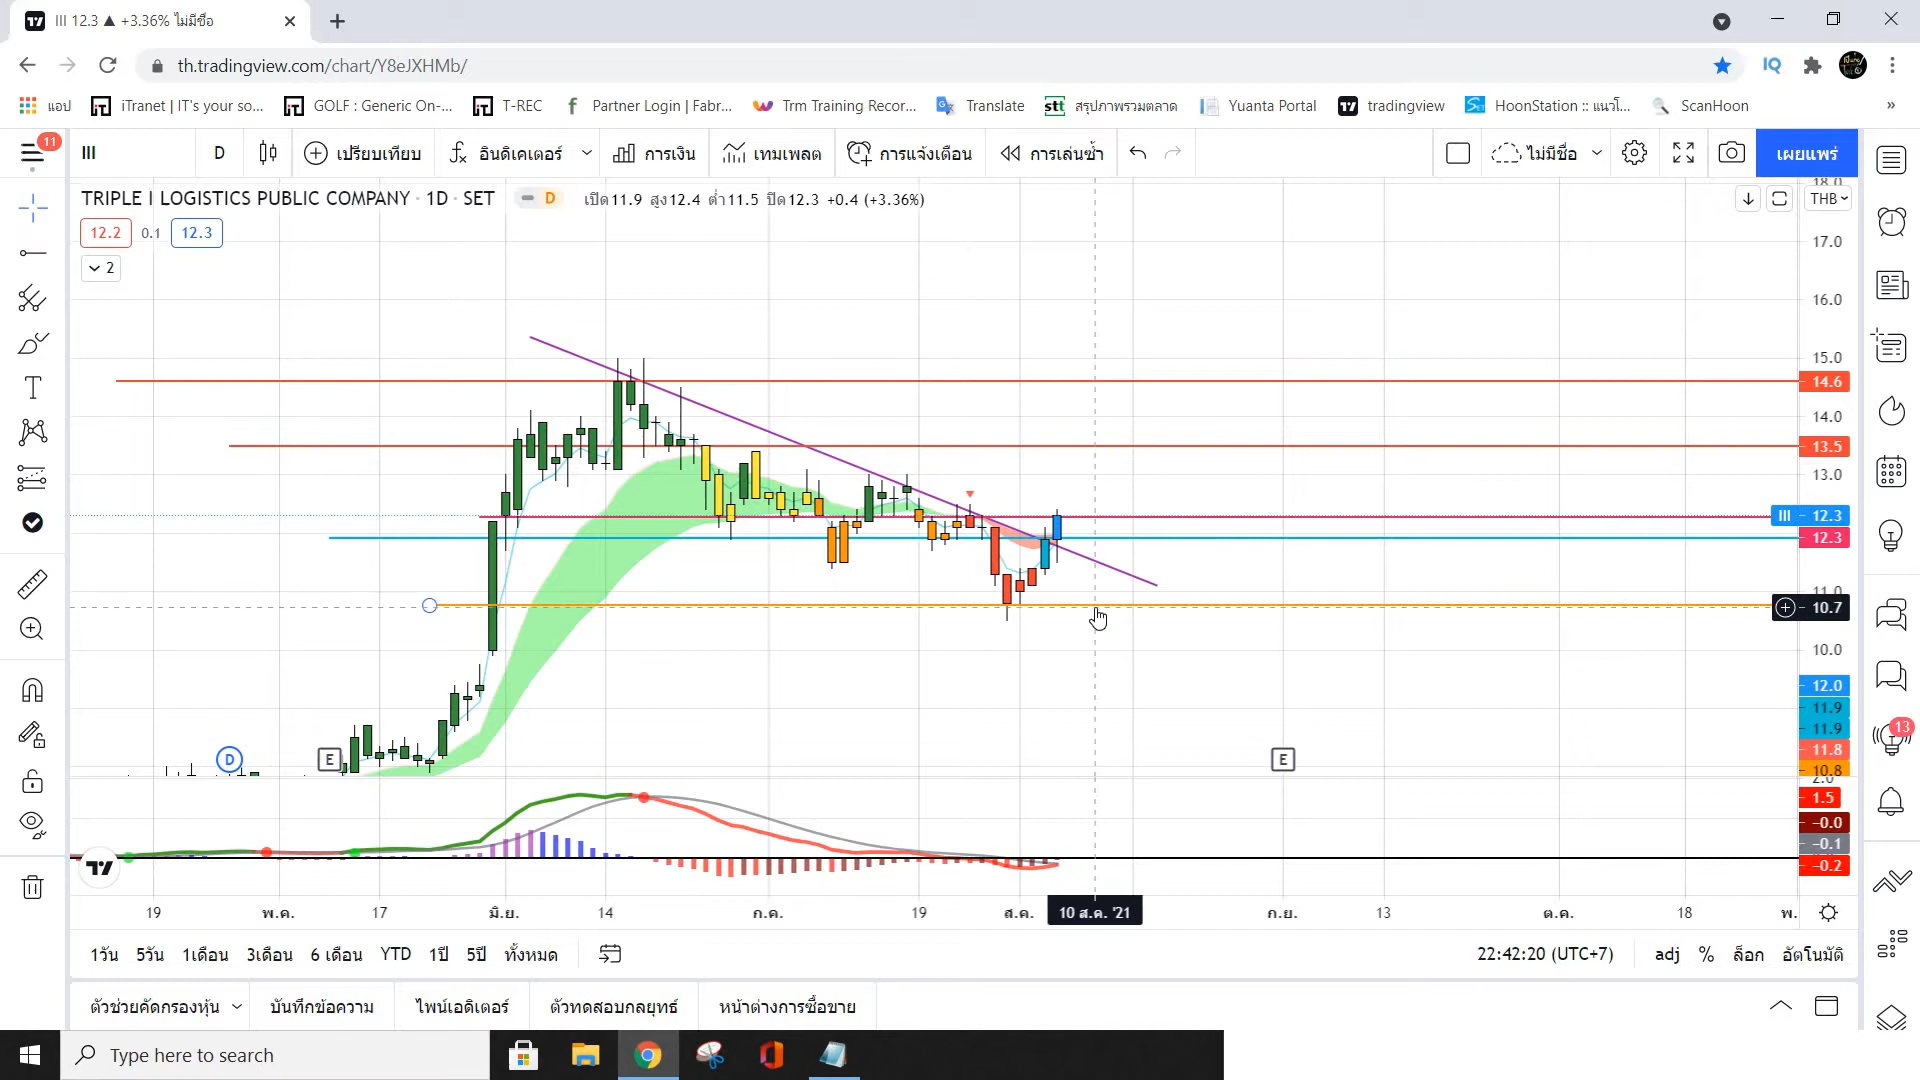 III 12.3 ▲ +3.36% ไม่มีชื่อ
th.tradingview.com/chart/Y8eJXHMb/
แอป
iTranet | IT's your so...
GOLF : Generic On-...
T-REC
Partner Login | Fabr...
Trm Training Recor...
Translate
สรุปภาพรวมตลาด
Yuanta Portal
tradingview
HoonStation :: แนวโ...
ScanHoon
»
11
III
D
เปรียบเทียบ
อินดิเคเตอร์
การเงิน
เทมเพลต
การแจ้งเตือน
การเล่นซ้ำ
ไม่มีชื่อ
เผยแพร่
TRIPLE I LOGISTICS PUBLIC COMPANY · 1D · SET
D
เปิด11.9 สูง12.4 ต่ำ11.5 ปิด12.3 +0.4 (+3.36%)
THB
12.2
0.1
12.3
2
18.0
17.0
16.0
15.0
14.6
14.0
13.5
13.0
III 12.3
12.3
11.0
10.7
10.0
12.0
11.9
11.9
11.8
10.8
2.0
1.5
−0.0
−0.1
−0.2
D
E
E
13
19
พ.ค.
17
มิ.ย.
14
ก.ค.
19
ส.ค.
10 ส.ค. '21
ก.ย.
13
ต.ค.
18
พ.
1วัน
5วัน
1เดือน
3เดือน
6 เดือน
YTD
1ปี
5ปี
ทั้งหมด
22:42:20 (UTC+7)
adj
%
ล็อก
อัตโนมัติ
ตัวช่วยคัดกรองหุ้น
บันทึกข้อความ
ไพน์เอดิเตอร์
ตัวทดสอบกลยุทธ์
หน้าต่างการซื้อขาย
Type here to search